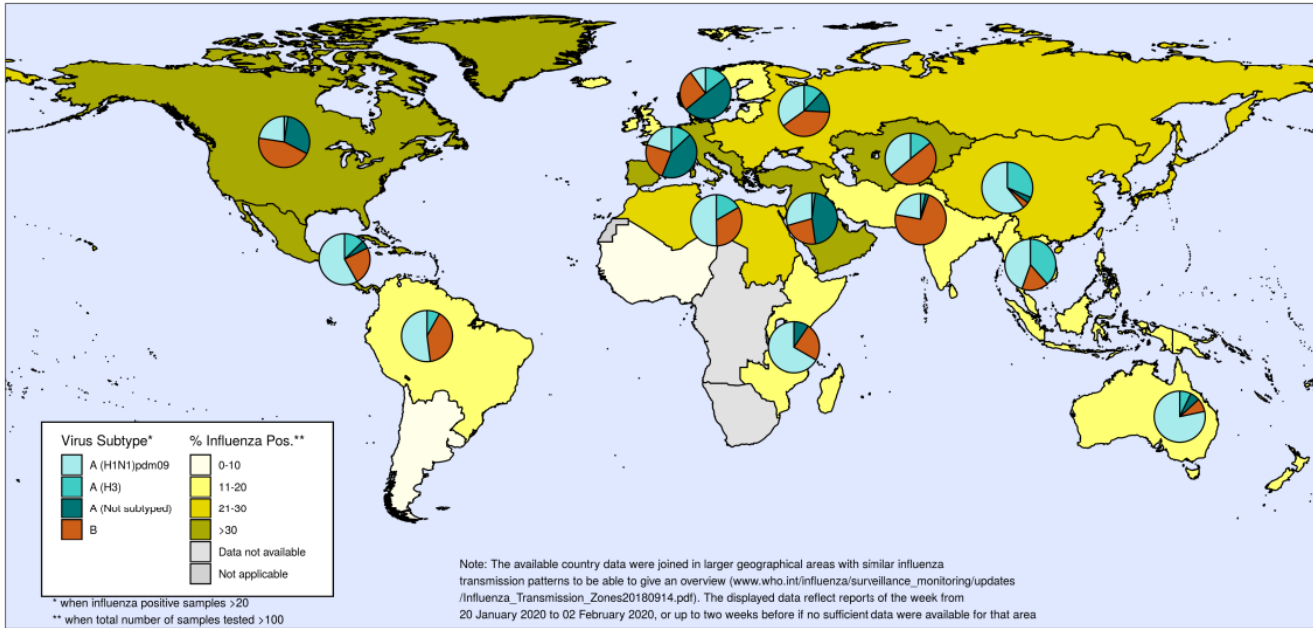 Virus Subtype*
A (H1N1)pdm09
A (H3)
A (Not subtyped)
B
% Influenza Pos.**
0-10
11-20
21-30
>30
Data not available
Not applicable
* when influenza positive samples >20
** when total number of samples tested >100
Note: The available country data were joined in larger geographical areas with similar influenza
transmission patterns to be able to give an overview (www.who.int/influenza/surveillance_monitoring/updates
/Influenza_Transmission_Zones20180914.pdf). The displayed data reflect reports of the week from
20 January 2020 to 02 February 2020, or up to two weeks before if no sufficient data were available for that area